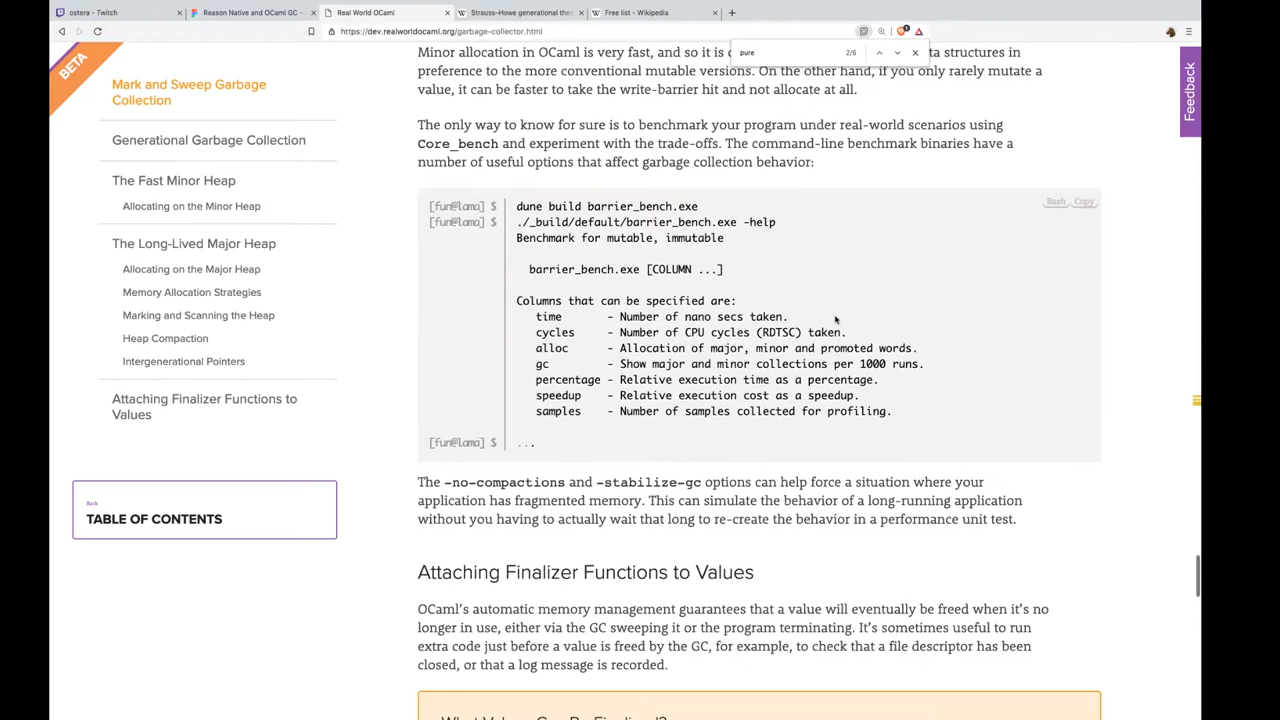 ostera - Twitch
Reason Native and OCaml GC -
Real World OCaml
Strauss–Howe generational the
Free list - Wikipedia
https://dev.realworldocaml.org/garbage-collector.html
pure
2/6
BETA
Feedback
Mark and Sweep Garbage
Collection
Generational Garbage Collection
The Fast Minor Heap
Allocating on the Minor Heap
The Long-Lived Major Heap
Allocating on the Major Heap
Memory Allocation Strategies
Marking and Scanning the Heap
Heap Compaction
Intergenerational Pointers
Attaching Finalizer Functions to
Values
Back
TABLE OF CONTENTS
Minor allocation in OCaml is very fast, and so it is ta structures in
preference to the more conventional mutable versions. On the other hand, if you only rarely mutate a
value, it can be faster to take the write-barrier hit and not allocate at all.
The only way to know for sure is to benchmark your program under real-world scenarios using
Core_bench and experiment with the trade-offs. The command-line benchmark binaries have a
number of useful options that affect garbage collection behavior:
Bash Copy
[fun@lama] $ dune build barrier_bench.exe
[fun@lama] $ ./_build/default/barrier_bench.exe -help
Benchmark for mutable, immutable
barrier_bench.exe [COLUMN ...]
Columns that can be specified are:
time - Number of nano secs taken.
cycles - Number of CPU cycles (RDTSC) taken.
alloc - Allocation of major, minor and promoted words.
gc - Show major and minor collections per 1000 runs.
percentage - Relative execution time as a percentage.
speedup - Relative execution cost as a speedup.
samples - Number of samples collected for profiling.
[fun@lama] $ ...
The -no-compactions and -stabilize-gc options can help force a situation where your
application has fragmented memory. This can simulate the behavior of a long-running application
without you having to actually wait that long to re-create the behavior in a performance unit test.
Attaching Finalizer Functions to Values
OCaml's automatic memory management guarantees that a value will eventually be freed when it's no
longer in use, either via the GC sweeping it or the program terminating. It's sometimes useful to run
extra code just before a value is freed by the GC, for example, to check that a file descriptor has been
closed, or that a log message is recorded.
What Values Can Be Finalized?